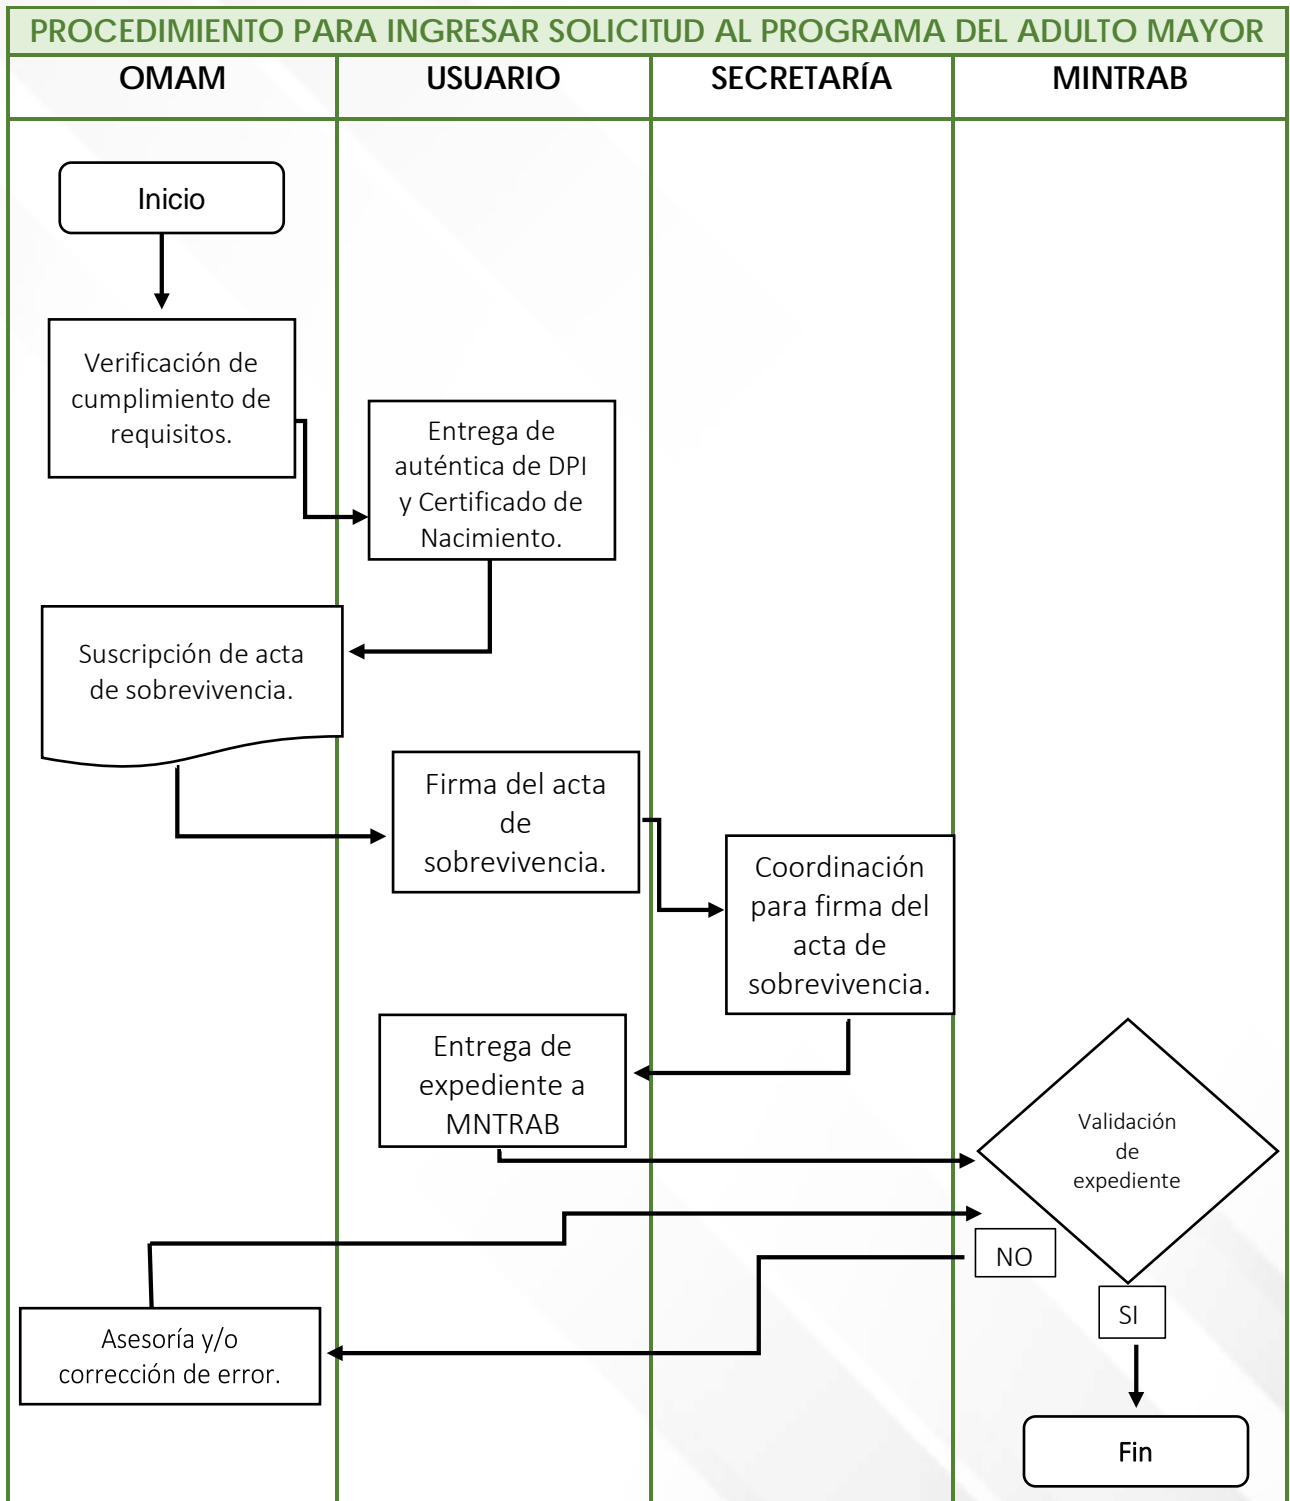 PROCEDIMIENTO PARA INGRESAR SOLICITUD AL PROGRAMA DEL ADULTO MAYOR
OMAM
USUARIO
SECRETARÍA
MINTRAB
Inicio
Verificación de
cumplimiento de
requisitos.
Entrega de
auténtica de DPI
y Certificado de
Nacimiento.
Suscripción de acta
de sobrevivencia.
Firma del acta
de
sobrevivencia.
Coordinación
para firma del
acta de
sobrevivencia.
Entrega de
expediente a
MNTRAB
Validación
de
expediente
NO
SI
Asesoría y/o
corrección de error.
Fin